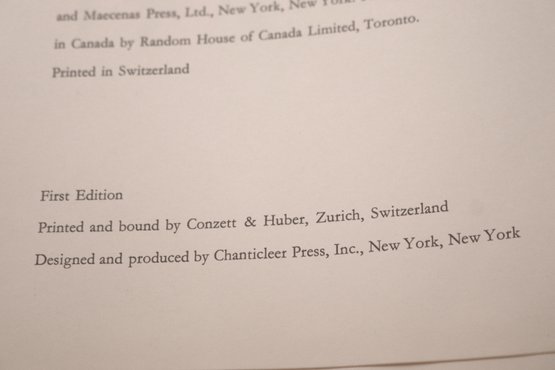 and Maecenas Press, Ltd., New York, New York.
in Canada by Random House of Canada Limited, Toronto.
Printed in Switzerland
First Edition
Printed and bound by Conzett & Huber, Zurich, Switzerland
Designed and produced by Chanticleer Press, Inc., New York, New York